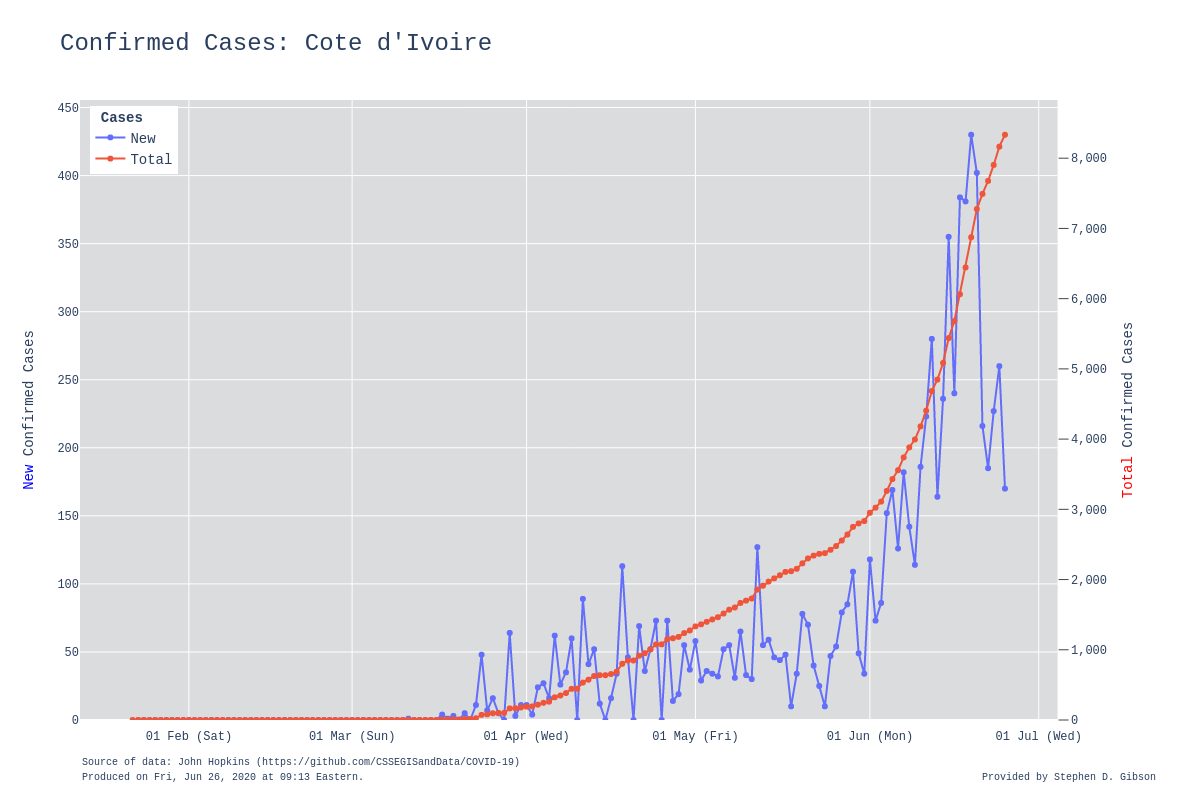 Confirmed Cases: Cote d'Ivoire
Cases
New
Total
450
400
350
300
250
200
150
100
50
0
8,000
7,000
6,000
5,000
4,000
3,000
2,000
1,000
0
New Confirmed Cases
Total Confirmed Cases
01 Feb (Sat)
01 Mar (Sun)
01 Apr (Wed)
01 May (Fri)
01 Jun (Mon)
01 Jul (Wed)
Source of data: John Hopkins (https://github.com/CSSEGISandData/COVID-19)
Produced on Fri, Jun 26, 2020 at 09:13 Eastern.
Provided by Stephen D. Gibson